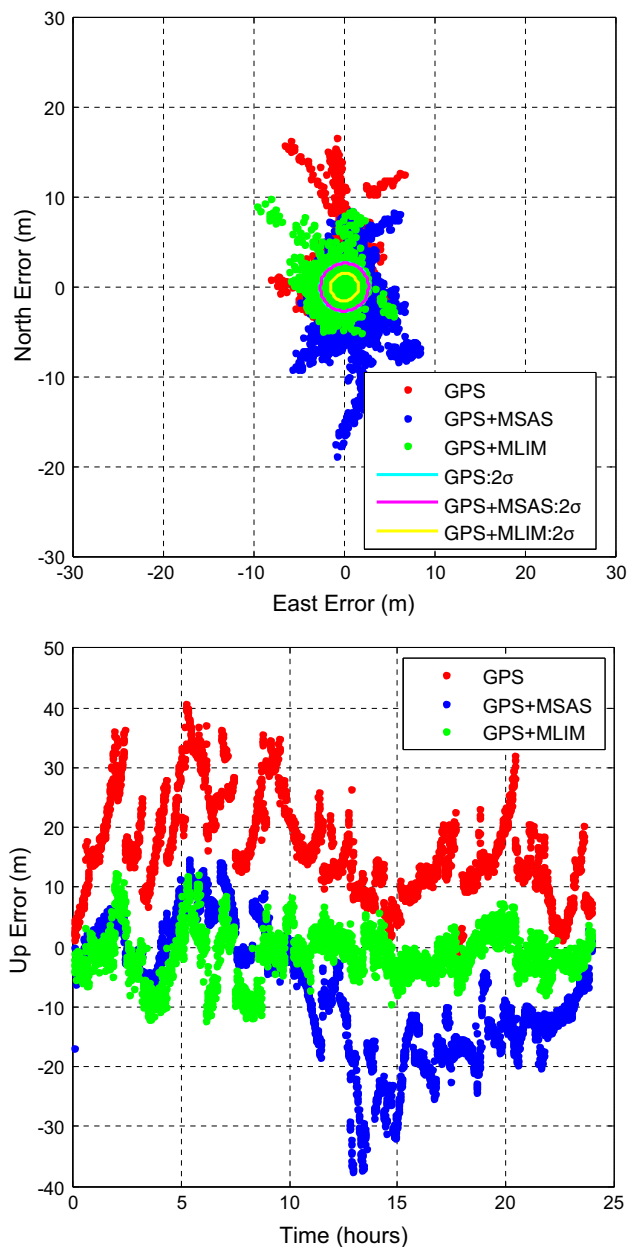 30
20
10
0
-10
-20
-30
-30
-20
-10
0
10
20
30
North Error (m)
East Error (m)
GPS
GPS+MSAS
GPS+MLIM
GPS:2σ
GPS+MSAS:2σ
GPS+MLIM:2σ
50
40
30
20
10
0
-10
-20
-30
-40
0
5
10
15
20
25
Up Error (m)
Time (hours)
GPS
GPS+MSAS
GPS+MLIM